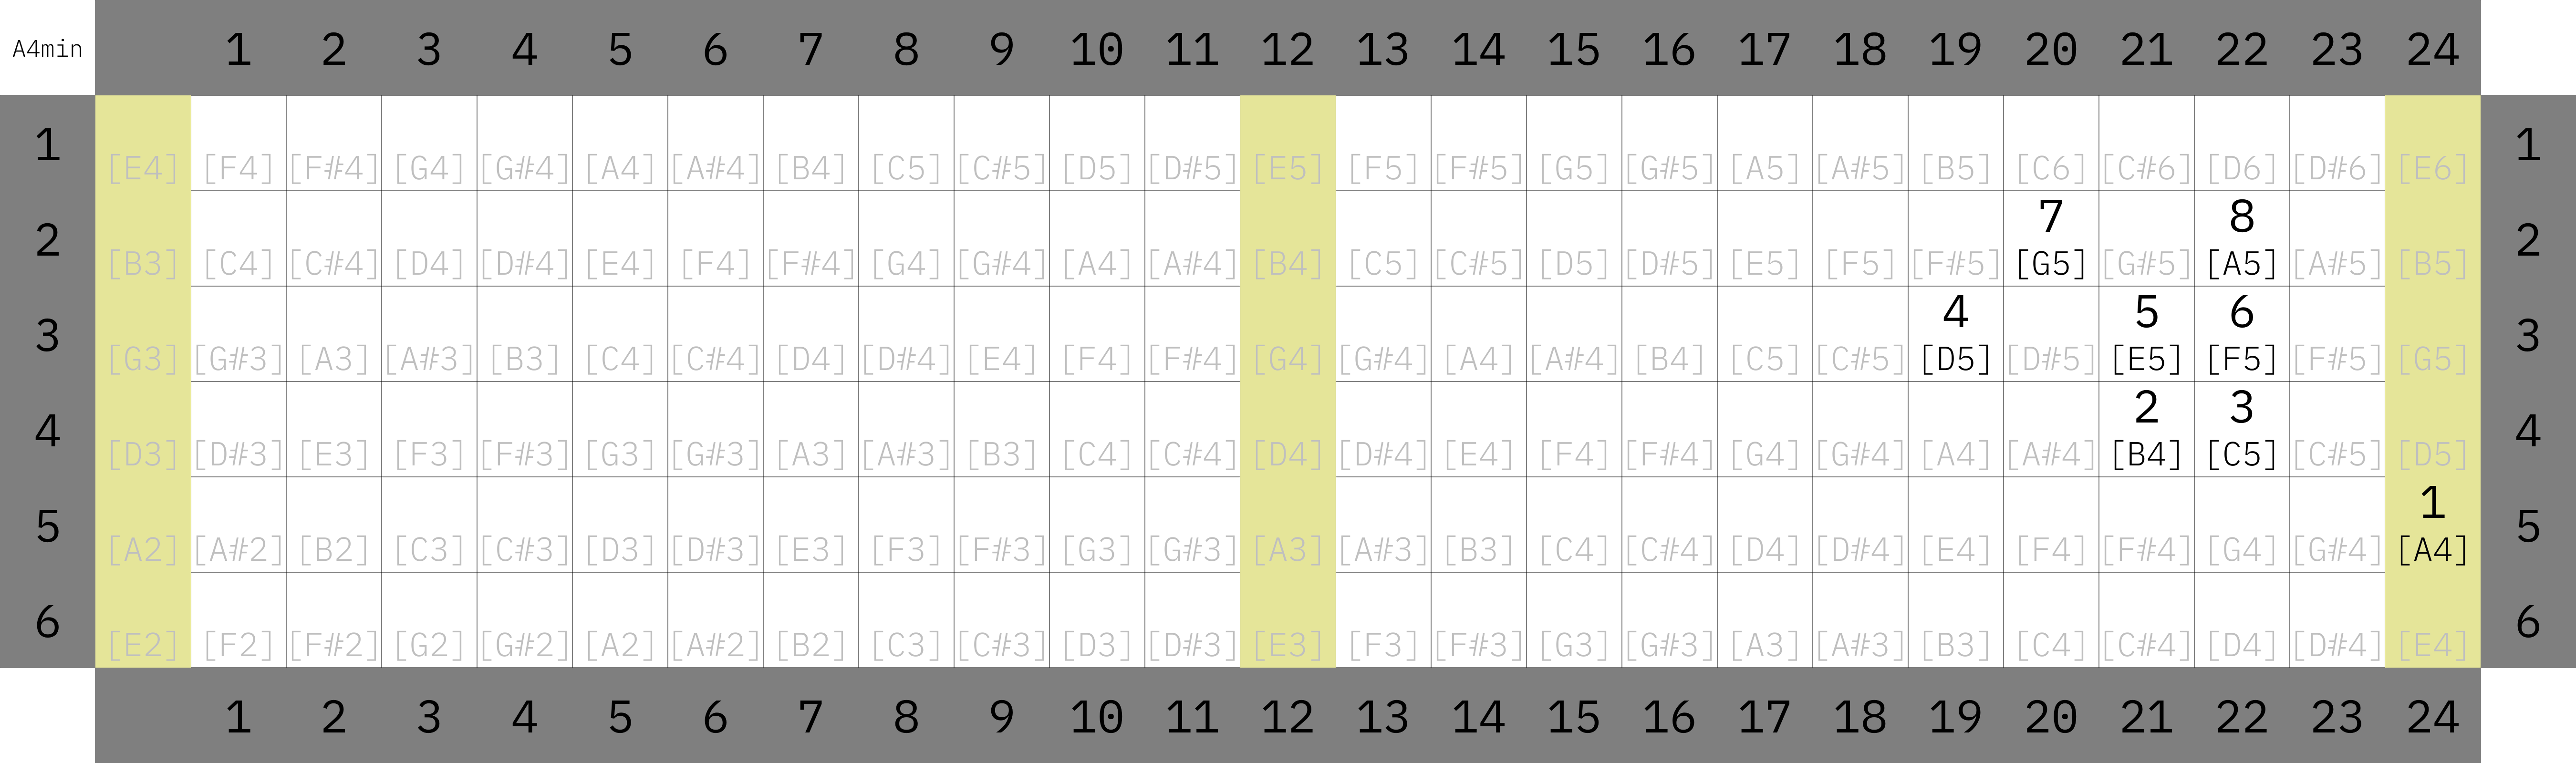 A4min 1 2 3 4 5 6 7 8 9 10 11 12 13 14 15 16 17 18 19 20 21 22 23 24
1 [E4] [F4] [F#4] [G4] [G#4] [A4] [A#4] [B4] [C5] [C#5] [D5] [D#5] [E5] [F5] [F#5] [G5] [G#5] [A5] [A#5] [B5] [C6] [C#6] [D6] [D#6] [E6] 1
7 8
2 [B3] [C4] [C#4] [D4] [D#4] [E4] [F4] [F#4] [G4] [G#4] [A4] [A#4] [B4] [C5] [C#5] [D5] [D#5] [E5] [F5] [F#5] [G5] [G#5] [A5] [A#5] [B5] 2
4 5 6
3 [G3] [G#3] [A3] [A#3] [B3] [C4] [C#4] [D4] [D#4] [E4] [F4] [F#4] [G4] [G#4] [A4] [A#4] [B4] [C5] [C#5] [D5] [D#5] [E5] [F5] [F#5] [G5] 3
2 3
4 [D3] [D#3] [E3] [F3] [F#3] [G3] [G#3] [A3] [A#3] [B3] [C4] [C#4] [D4] [D#4] [E4] [F4] [F#4] [G4] [G#4] [A4] [A#4] [B4] [C5] [C#5] [D5] 4
1
5 [A2] [A#2] [B2] [C3] [C#3] [D3] [D#3] [E3] [F3] [F#3] [G3] [G#3] [A3] [A#3] [B3] [C4] [C#4] [D4] [D#4] [E4] [F4] [F#4] [G4] [G#4] [A4] 5
6 [E2] [F2] [F#2] [G2] [G#2] [A2] [A#2] [B2] [C3] [C#3] [D3] [D#3] [E3] [F3] [F#3] [G3] [G#3] [A3] [A#3] [B3] [C4] [C#4] [D4] [D#4] [E4] 6
1 2 3 4 5 6 7 8 9 10 11 12 13 14 15 16 17 18 19 20 21 22 23 24